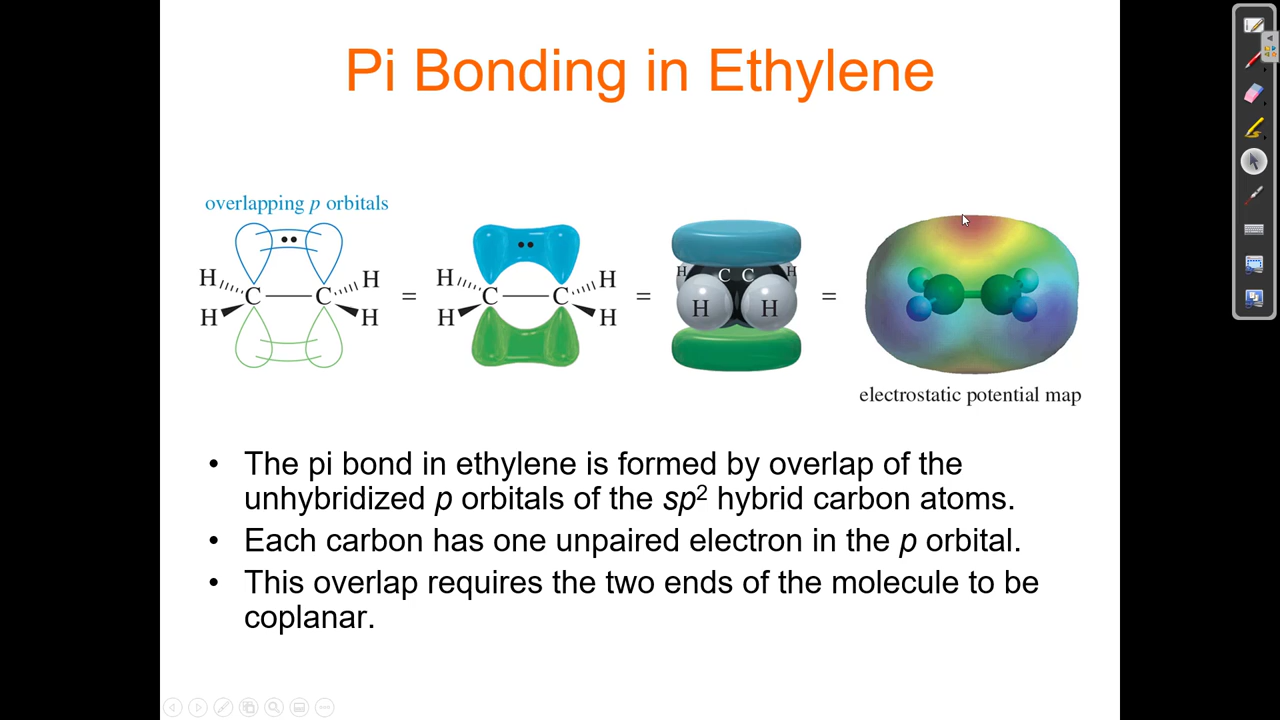 Pi Bonding in Ethylene
overlapping p orbitals
H H H H C C
= H H H H C C
= H C C H H H
=
electrostatic potential map
• The pi bond in ethylene is formed by overlap of the
unhybridized p orbitals of the sp² hybrid carbon atoms.
• Each carbon has one unpaired electron in the p orbital.
• This overlap requires the two ends of the molecule to be
coplanar.